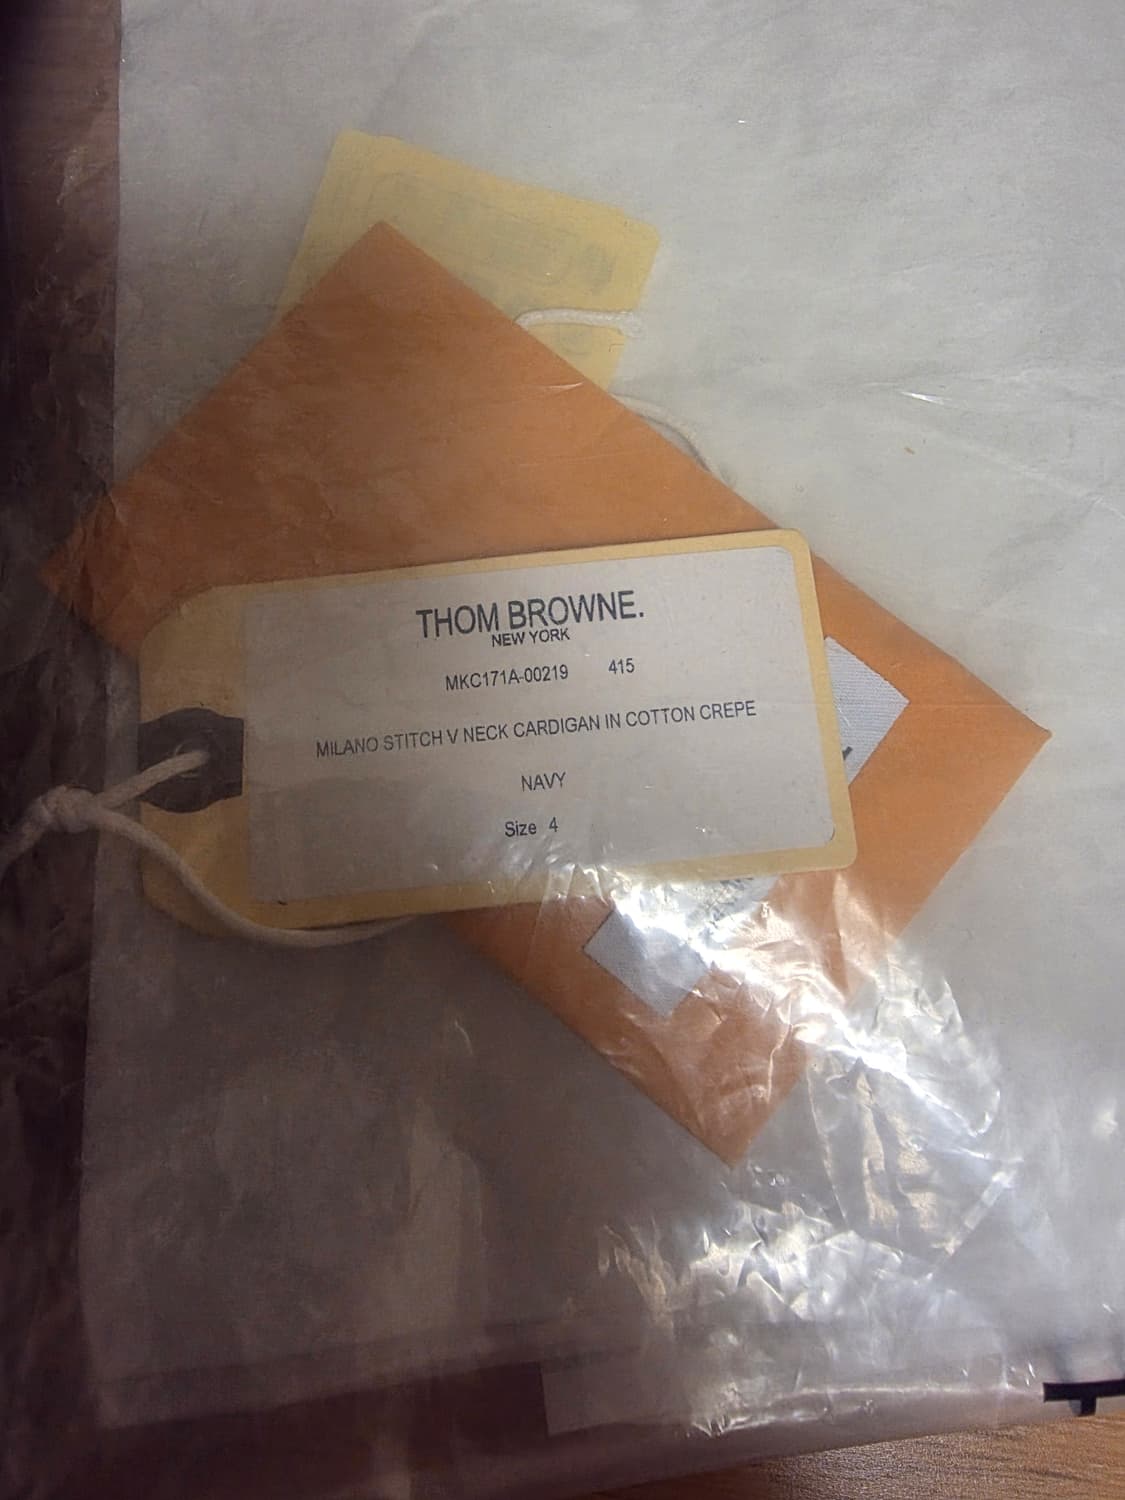 THOM BROWNE.
NEW YORK
MKC171A-00219 415
MILANO STITCH V NECK CARDIGAN IN COTTON CREPE
NAVY
Size 4